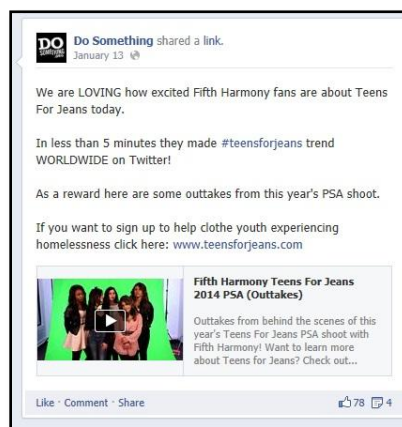 DO
SOMETHING
Do Something shared a link.
January 13
We are LOVING how excited Fifth Harmony fans are about Teens
For Jeans today.
In less than 5 minutes they made #teensforjeans trend
WORLDWIDE on Twitter!
As a reward here are some outtakes from this year's PSA shoot.
If you want to sign up to help clothe youth experiencing
homelessness click here: www.teensforjeans.com
Fifth Harmony Teens For Jeans
2014 PSA (Outtakes)
Outtakes from behind the scenes of this
year's Teens For Jeans PSA shoot with
Fifth Harmony! Want to learn more
about Teens for Jeans? Check out...
Like · Comment · Share
78 4